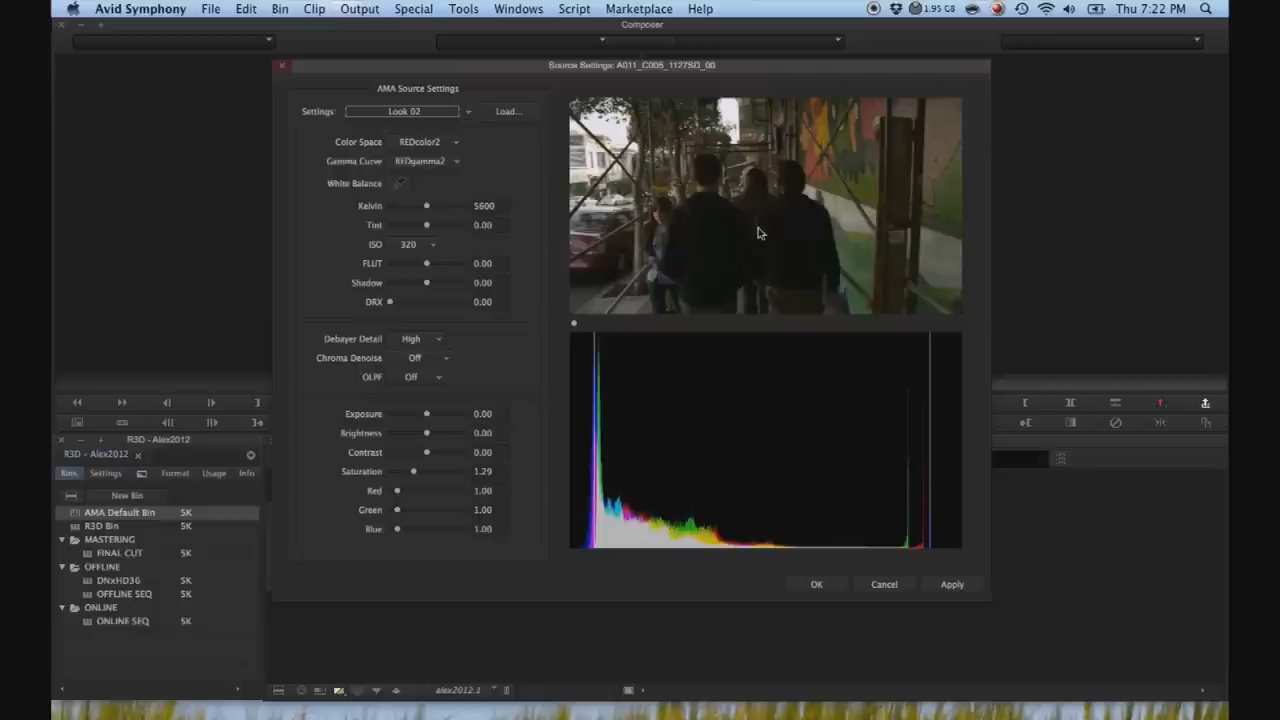 Avid Symphony File Edit Bin Clip Output Special Tools Windows Script Marketplace Help 1.95 GB Thu 7:22 PM
Composer
Source Settings: A011_C005_1127SD_00
AMA Source Settings
Settings: Look 02 Load...
Color Space REDcolor2
Gamma Curve REDgamma2
White Balance
Kelvin 5600
Tint 0.00
ISO 320
FLUT 0.00
Shadow 0.00
DRX 0.00
Debayer Detail High
Chroma Denoise Off
OLPF Off
Exposure 0.00
Brightness 0.00
Contrast 0.00
Saturation 1.29
Red 1.00
Green 1.00
Blue 1.00
OK Cancel Apply
R3D - Alex2012
R3D - Alex2012
Bins Settings Format Usage Info
New Bin
AMA Default Bin 5K
R3D Bin 5K
MASTERING
FINAL CUT 5K
OFFLINE
DNxHD36 5K
OFFLINE SEQ 5K
ONLINE
ONLINE SEQ 5K
alex2012.1